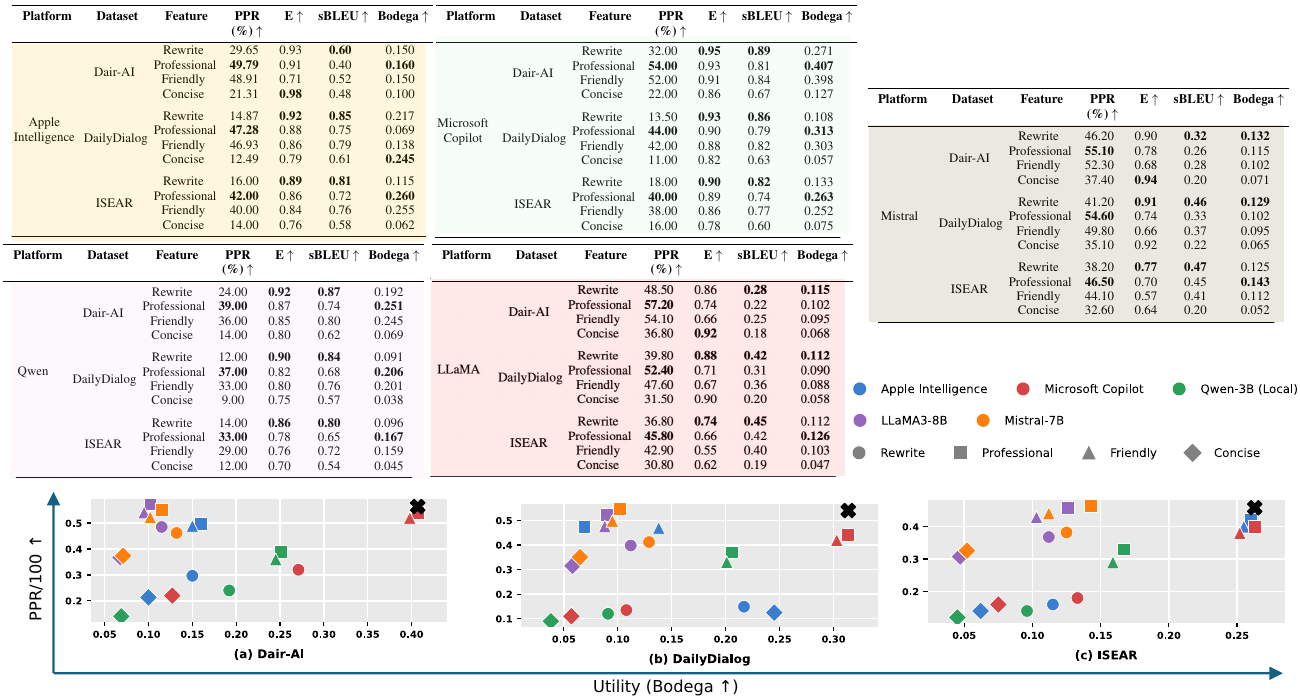 Platform Dataset Feature PPR (%) ↑ E ↑ sBLEU ↑ Bodega ↑
Apple Intelligence
Dair-AI
Rewrite 29.65 0.93 0.60 0.150
Professional 49.79 0.91 0.40 0.160
Friendly 48.91 0.71 0.52 0.150
Concise 21.31 0.98 0.48 0.100
DailyDialog
Rewrite 14.87 0.92 0.85 0.217
Professional 47.28 0.88 0.75 0.069
Friendly 46.93 0.86 0.79 0.138
Concise 12.49 0.79 0.61 0.245
ISEAR
Rewrite 16.00 0.89 0.81 0.115
Professional 42.00 0.86 0.72 0.260
Friendly 40.00 0.84 0.76 0.255
Concise 14.00 0.76 0.58 0.062
Platform Dataset Feature PPR (%) ↑ E ↑ sBLEU ↑ Bodega ↑
Microsoft Copilot
Dair-AI
Rewrite 32.00 0.95 0.89 0.271
Professional 54.00 0.93 0.81 0.407
Friendly 52.00 0.91 0.84 0.398
Concise 22.00 0.86 0.67 0.127
DailyDialog
Rewrite 13.50 0.93 0.86 0.108
Professional 44.00 0.90 0.79 0.313
Friendly 42.00 0.88 0.82 0.303
Concise 11.00 0.82 0.63 0.057
ISEAR
Rewrite 18.00 0.90 0.82 0.133
Professional 40.00 0.89 0.74 0.263
Friendly 38.00 0.86 0.77 0.252
Concise 16.00 0.78 0.60 0.075
Platform Dataset Feature PPR (%) ↑ E ↑ sBLEU ↑ Bodega ↑
Mistral
Dair-AI
Rewrite 46.20 0.90 0.32 0.132
Professional 55.10 0.78 0.26 0.115
Friendly 52.30 0.68 0.28 0.102
Concise 37.40 0.94 0.20 0.071
DailyDialog
Rewrite 41.20 0.91 0.46 0.129
Professional 54.60 0.74 0.33 0.102
Friendly 49.80 0.66 0.37 0.095
Concise 35.10 0.92 0.22 0.065
ISEAR
Rewrite 38.20 0.77 0.47 0.125
Professional 46.50 0.70 0.45 0.143
Friendly 44.10 0.57 0.41 0.112
Concise 32.60 0.64 0.20 0.052
Platform Dataset Feature PPR (%) ↑ E ↑ sBLEU ↑ Bodega ↑
Qwen
Dair-AI
Rewrite 24.00 0.92 0.87 0.192
Professional 39.00 0.87 0.74 0.251
Friendly 36.00 0.85 0.80 0.245
Concise 14.00 0.80 0.62 0.069
DailyDialog
Rewrite 12.00 0.90 0.84 0.091
Professional 37.00 0.82 0.68 0.206
Friendly 33.00 0.80 0.76 0.201
Concise 9.00 0.75 0.57 0.038
ISEAR
Rewrite 14.00 0.86 0.80 0.096
Professional 33.00 0.78 0.65 0.167
Friendly 29.00 0.76 0.72 0.159
Concise 12.00 0.70 0.54 0.045
Platform Dataset Feature PPR (%) ↑ E ↑ sBLEU ↑ Bodega ↑
LLaMA
Dair-AI
Rewrite 48.50 0.86 0.28 0.115
Professional 57.20 0.74 0.22 0.102
Friendly 54.10 0.66 0.25 0.095
Concise 36.80 0.92 0.18 0.068
DailyDialog
Rewrite 39.80 0.88 0.42 0.112
Professional 52.40 0.71 0.31 0.090
Friendly 47.60 0.67 0.36 0.088
Concise 31.50 0.90 0.20 0.058
ISEAR
Rewrite 36.80 0.74 0.45 0.112
Professional 45.80 0.66 0.42 0.126
Friendly 42.90 0.55 0.40 0.103
Concise 30.80 0.62 0.19 0.047
Apple Intelligence Microsoft Copilot Qwen-3B (Local)
LLaMA3-8B Mistral-7B
Rewrite Professional Friendly Concise
PPR/100 ↑
0.5
0.4
0.3
0.2
0.05 0.10 0.15 0.20 0.25 0.30 0.35 0.40
(a) Dair-AI
0.5
0.4
0.3
0.2
0.1
0.05 0.10 0.15 0.20 0.25 0.30
(b) DailyDialog
0.4
0.3
0.2
0.05 0.10 0.15 0.20 0.25
(c) ISEAR
Utility (Bodega ↑)